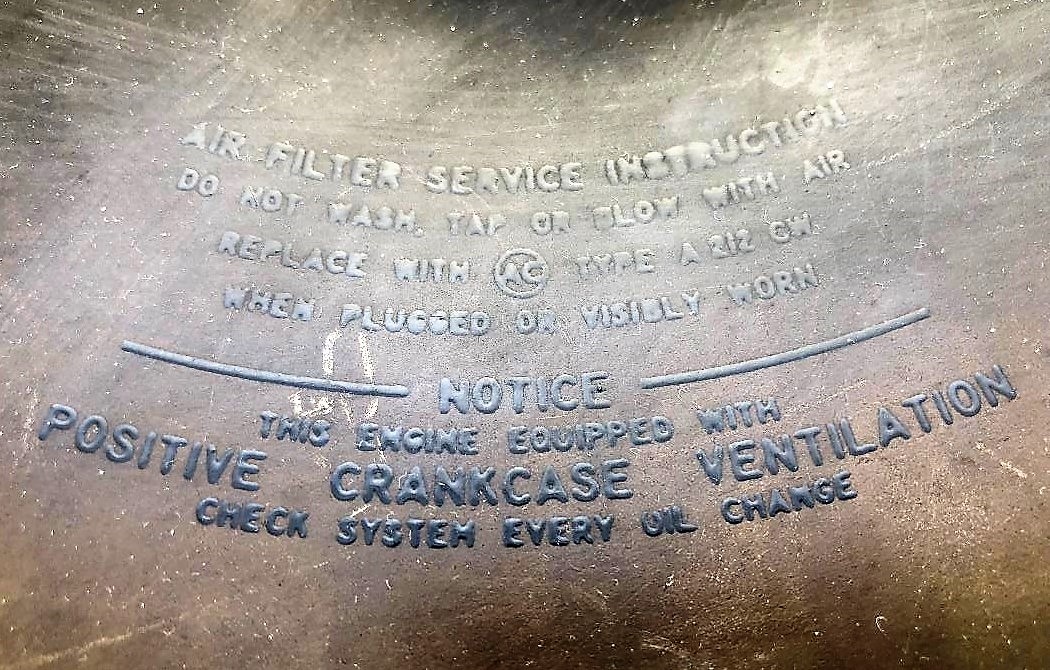 AIR FILTER SERVICE INSTRUCTION
DO NOT WASH, TAP OR BLOW WITH AIR
REPLACE WITH AC TYPE A 212 CW
WHEN PLUGGED OR VISIBLY WORN
NOTICE
THIS ENGINE EQUIPPED WITH
POSITIVE CRANKCASE VENTILATION
CHECK SYSTEM EVERY OIL CHANGE